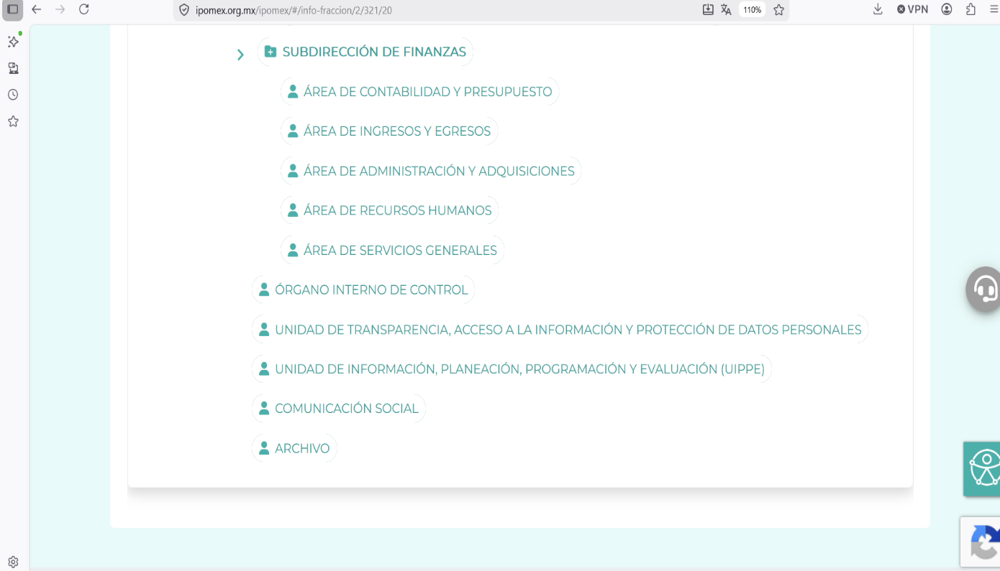 ipomex.org.mx/ipomex/#/info-fraccion/2/321/20
110%
VPN
SUBDIRECCIÓN DE FINANZAS
ÁREA DE CONTABILIDAD Y PRESUPUESTO
ÁREA DE INGRESOS Y EGRESOS
ÁREA DE ADMINISTRACIÓN Y ADQUISICIONES
ÁREA DE RECURSOS HUMANOS
ÁREA DE SERVICIOS GENERALES
ÓRGANO INTERNO DE CONTROL
UNIDAD DE TRANSPARENCIA, ACCESO A LA INFORMACIÓN Y PROTECCIÓN DE DATOS PERSONALES
UNIDAD DE INFORMACIÓN, PLANEACIÓN, PROGRAMACIÓN Y EVALUACIÓN (UIPPE)
COMUNICACIÓN SOCIAL
ARCHIVO